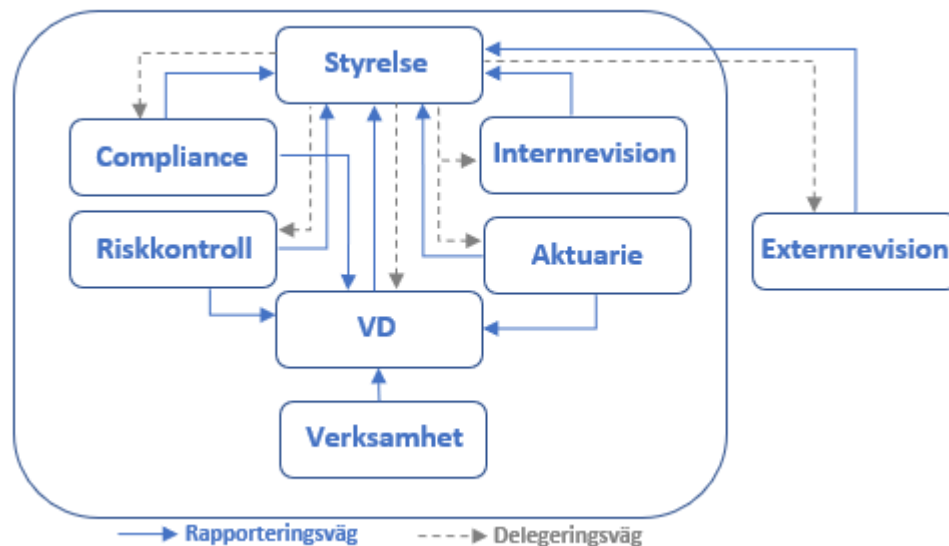 Styrelse
Compliance
Internrevision
Riskkontroll
Aktuarie
Externrevision
VD
Verksamhet
Rapporteringsväg
Delegeringsväg